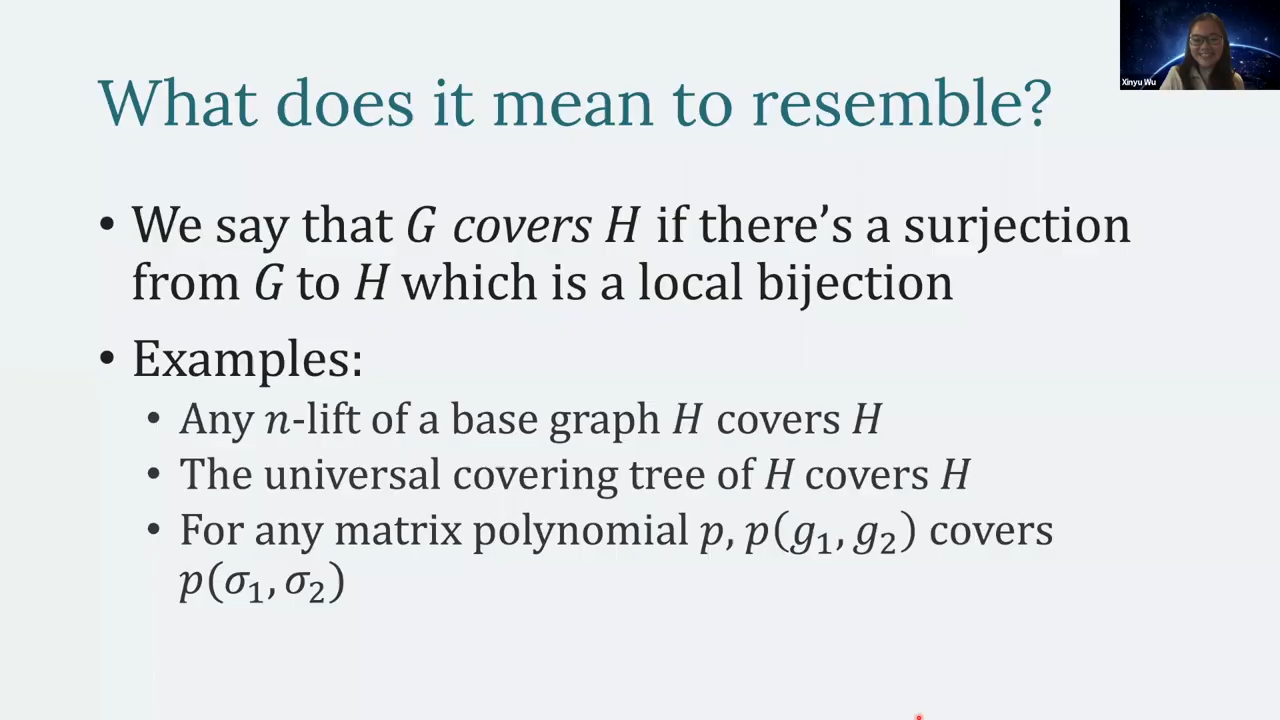 Xinyu Wu
What does it mean to resemble?
• We say that G covers H if there’s a surjection
from G to H which is a local bijection
• Examples:
• Any n-lift of a base graph H covers H
• The universal covering tree of H covers H
• For any matrix polynomial p, p(g₁, g₂) covers
p(σ₁, σ₂)